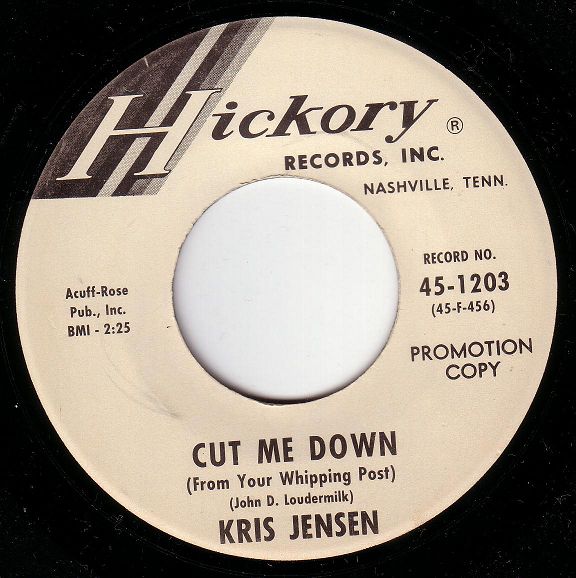 Hickory ®
RECORDS, INC.
NASHVILLE, TENN.
Acuff-Rose
Pub., Inc.
BMI - 2:25
RECORD NO.
45-1203
(45-F-456)
PROMOTION
COPY
CUT ME DOWN
(From Your Whipping Post)
(John D. Loudermilk)
KRIS JENSEN